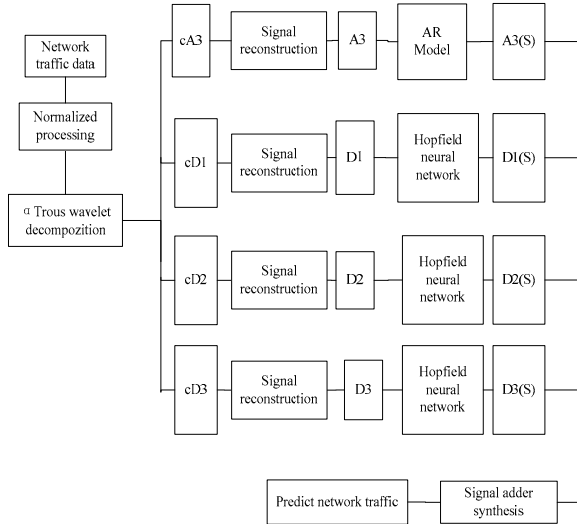 Network
traffic data
Normalized
processing
α Trous wavelet
decompozition
cA3
Signal
reconstruction
A3
AR
Model
A3(S)
cD1
Signal
reconstruction
D1
Hopfield
neural
network
D1(S)
cD2
Signal
reconstruction
D2
Hopfield
neural
network
D2(S)
cD3
Signal
reconstruction
D3
Hopfield
neural
network
D3(S)
Predict network traffic
Signal adder
synthesis